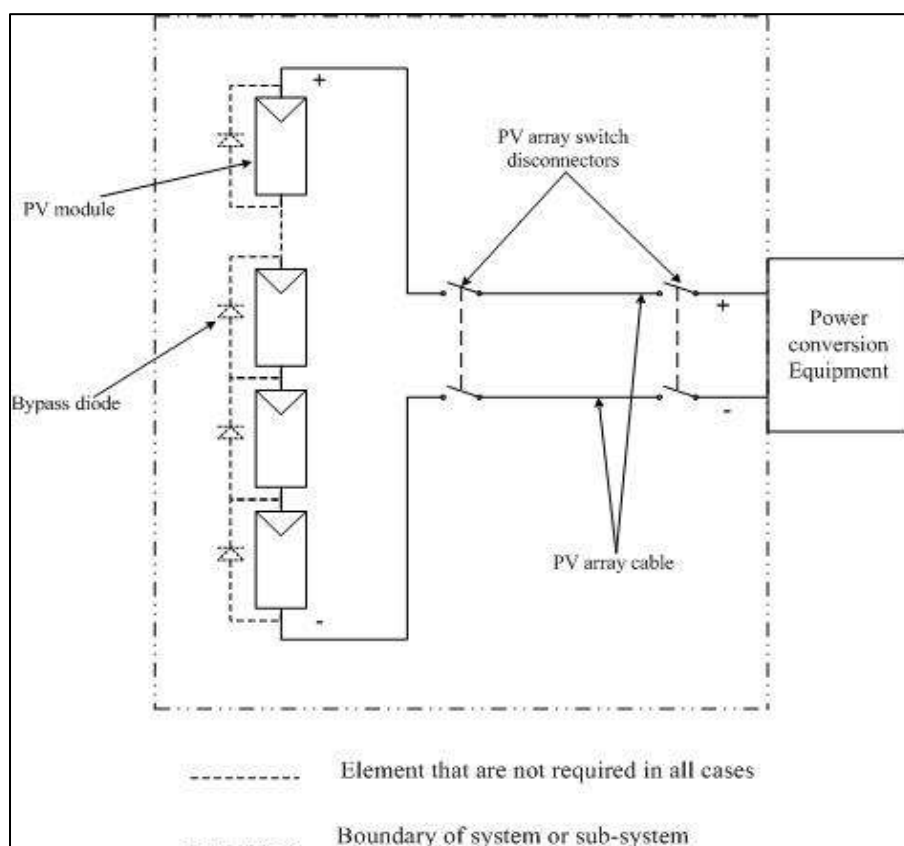 +
PV array switch
disconnectors
PV module
+
Power
conversion
Equipment
Bypass diode
-
PV array cable
-
Element that are not required in all cases
Boundary of system or sub-system